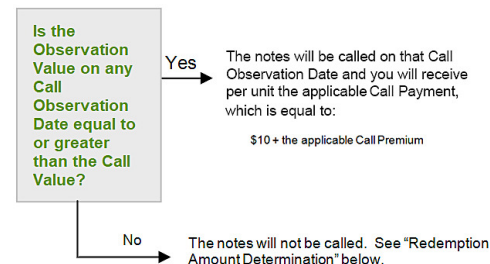 Is the
Observation
Value on any
Call
Observation
Date equal to
or greater
than the Call
Value?
Yes
The notes will be called on that Call
Observation Date and you will receive
per unit the applicable Call Payment,
which is equal to:
$10 + the applicable Call Premium
No
The notes will not be called. See “Redemption
Amount Determination” below.